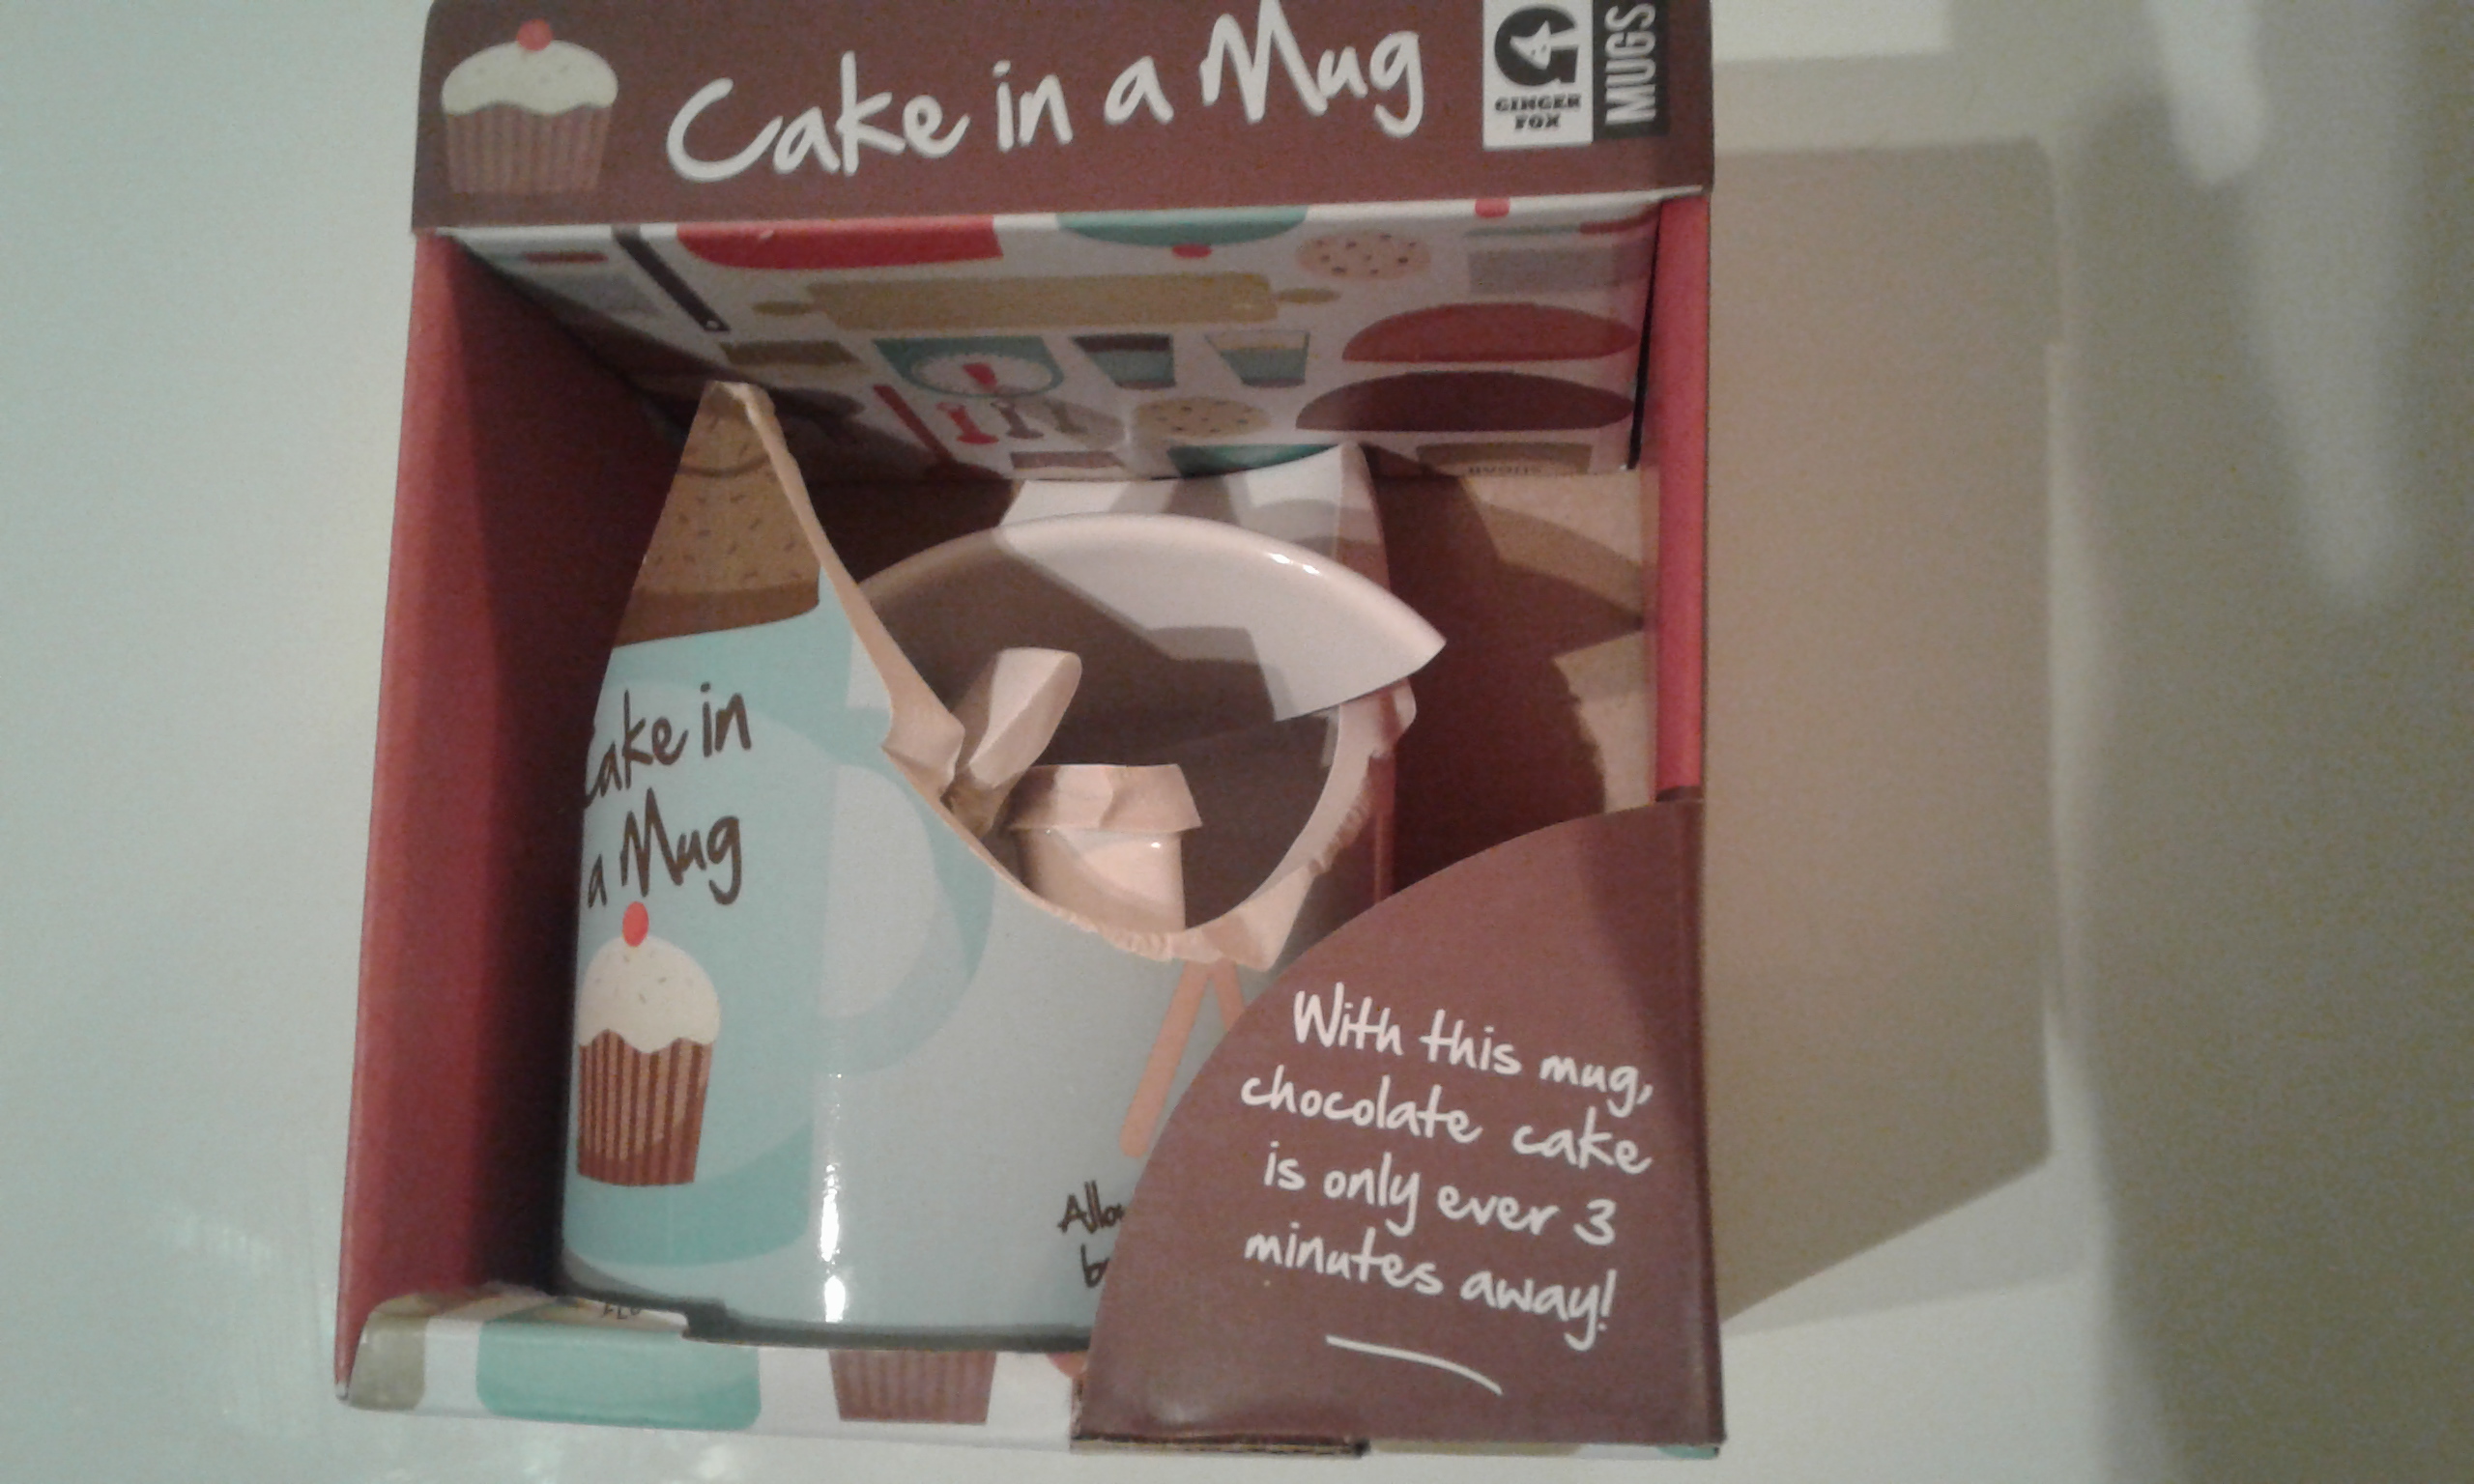 Cake in a Mug
GINGER
FOX
MUGS
Cake in
a Mug
With this mug,
chocolate cake
is only ever 3
minutes away!